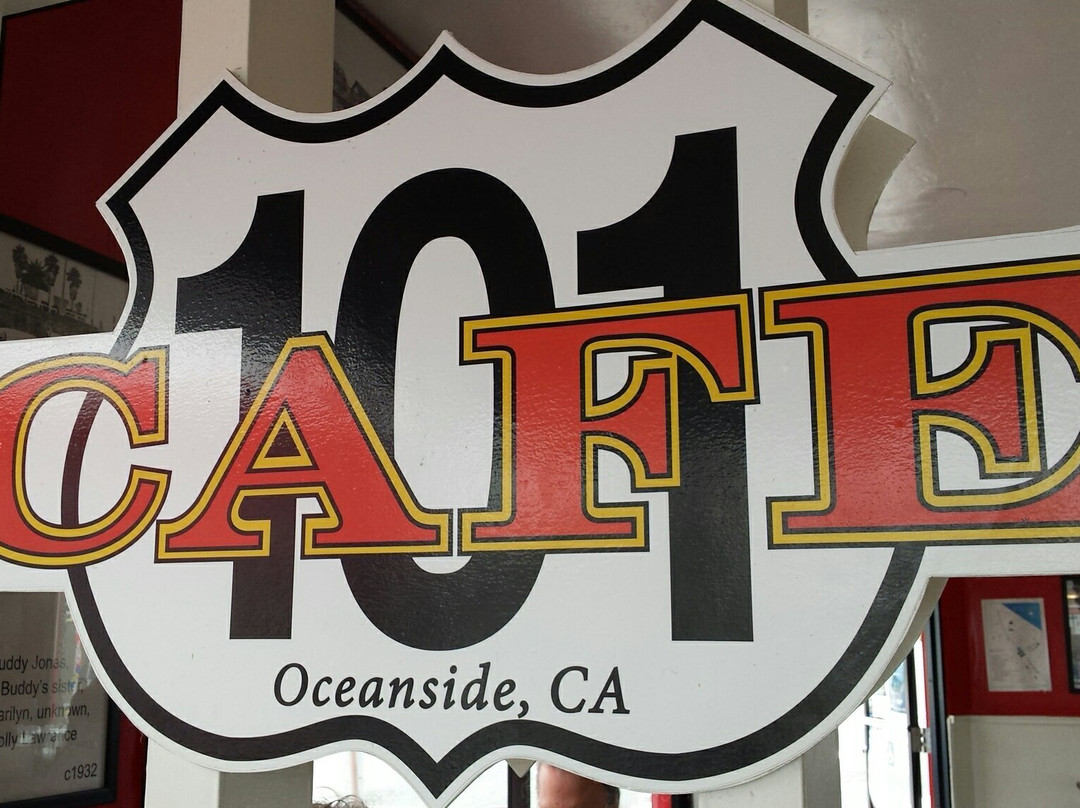 101
CAFE
Oceanside, CA
uddy Jonas,
Buddy's sister,
arilyn, unknown,
olly Lawrance
c1932